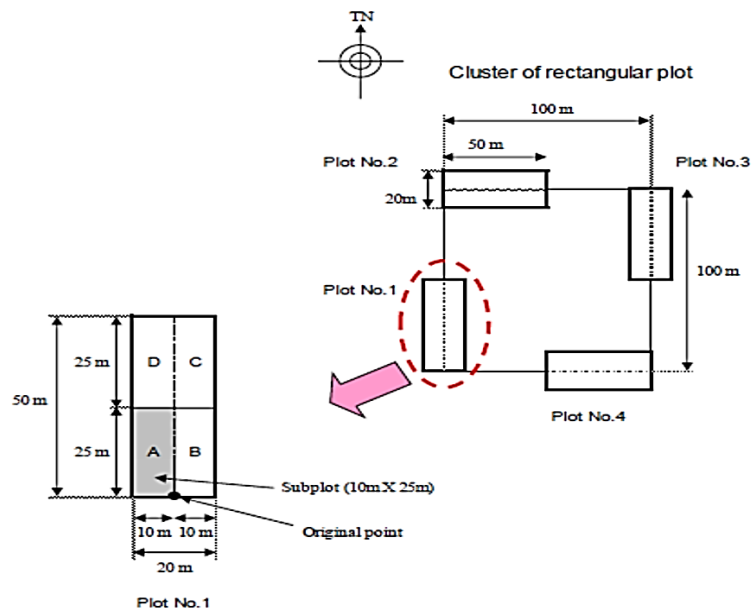 TN
Cluster of rectangular plot
100 m
50 m
Plot No.2
Plot No.3
20m
100 m
Plot No.1
Plot No.4
25 m
D
C
50 m
25 m
A
B
Subplot (10m X 25m)
10 m
10 m
Original point
20 m
Plot No.1